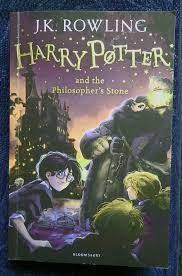 J.K. ROWLING
HARRY POTTER
and the
Philosopher's Stone
BLOOMSBURY